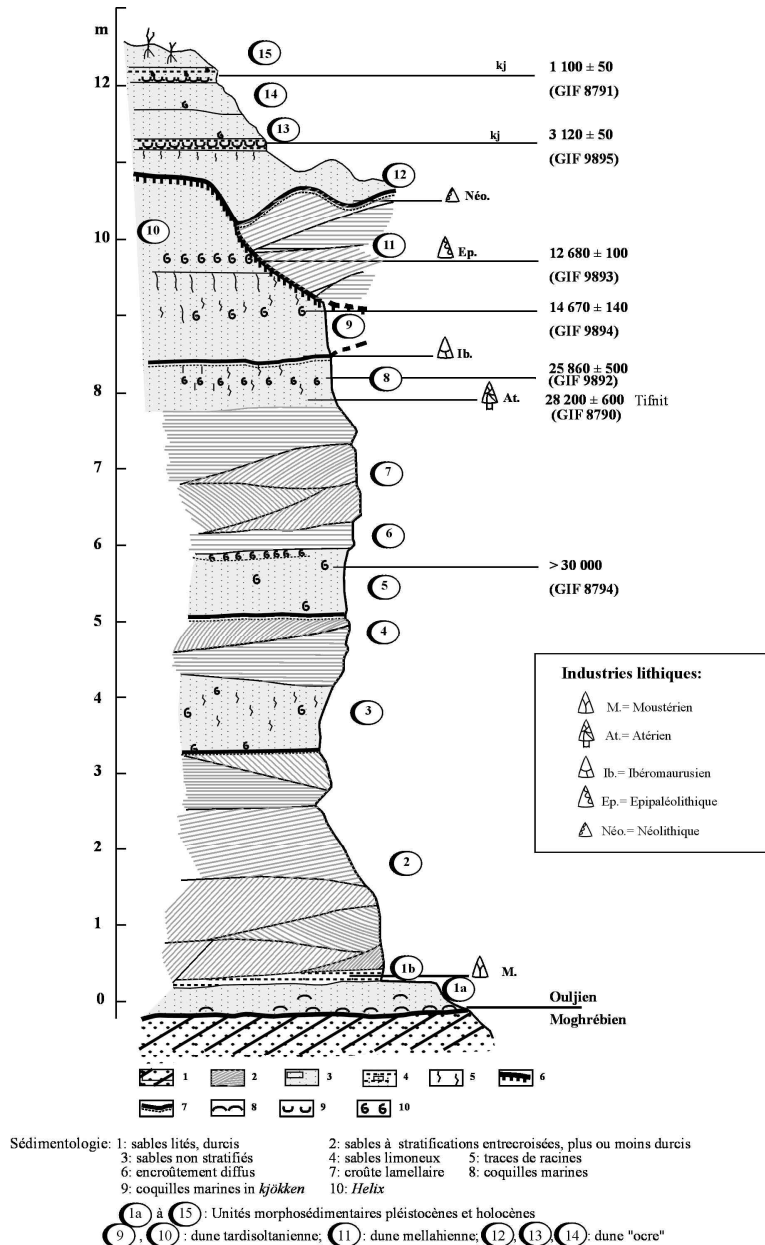 m
15
kj
1 100 ± 50
(GIF 8791)
12
14
13
kj
3 120 ± 50
(GIF 9895)
11
12
Néo.
10
10
11
Ep.
12 680 ± 100
(GIF 9893)
14 670 ± 140
(GIF 9894)
9
Ib.
8
25 860 ± 500
(GIF 9892)
8
At.
28 200 ± 600 Tifnit
(GIF 8790)
7
7
6
6
> 30 000
(GIF 8794)
5
5
4
4
3
3
2
2
1
1b
M.
1a
0
Ouljien
Moghrébien
Industries lithiques:
M.= Moustérien
At.= Atérien
Ib.= Ibéromaurusien
Ep.= Epipaléolithique
Néo.= Néolithique
1 2 3 4 5 6
7 8 9 10
Sédimentologie: 1: sables lités, durcis 2: sables à stratifications entrecroisées, plus ou moins durcis
3: sables non stratifiés 4: sables limoneux 5: traces de racines
6: encroûtement diffus 7: croûte lamellaire 8: coquilles marines
9: coquilles marines in kjökken 10: Helix
1a à 15 : Unités morphosédimentaires pléistocènes et holocènes
9 , 10 : dune tardisoltanienne; 11 : dune mellahienne; 12, 13, 14 : dune "ocre"